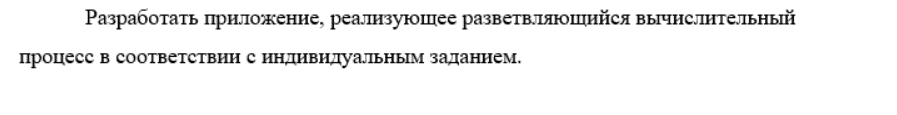 Разработать приложение, реализующее разветвляющийся вычислительный
процесс в соответствии с индивидуальным заданием.